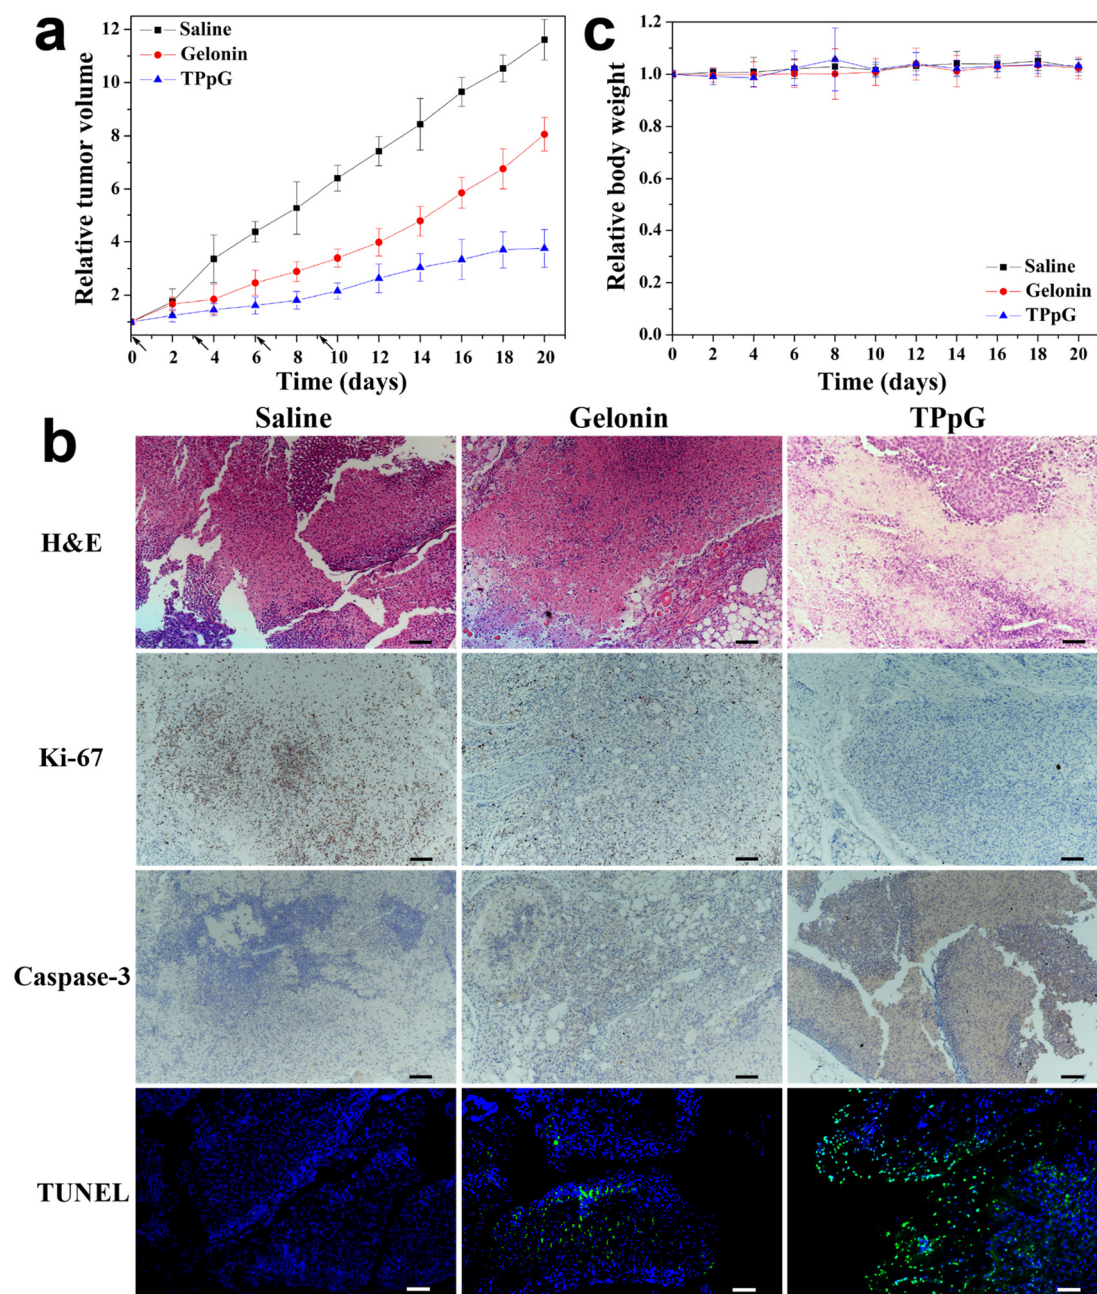 a
Relative tumor volume
12
10
8
6
4
2
Saline
Gelonin
TPpG
0 2 4 6 8 10 12 14 16 18 20
Time (days)
c
Relative body weight
1.2
1.0
0.8
0.6
0.4
0.2
0.0
Saline
Gelonin
TPpG
0 2 4 6 8 10 12 14 16 18 20
Time (days)
b
Saline Gelonin TPpG
H&E
Ki-67
Caspase-3
TUNEL